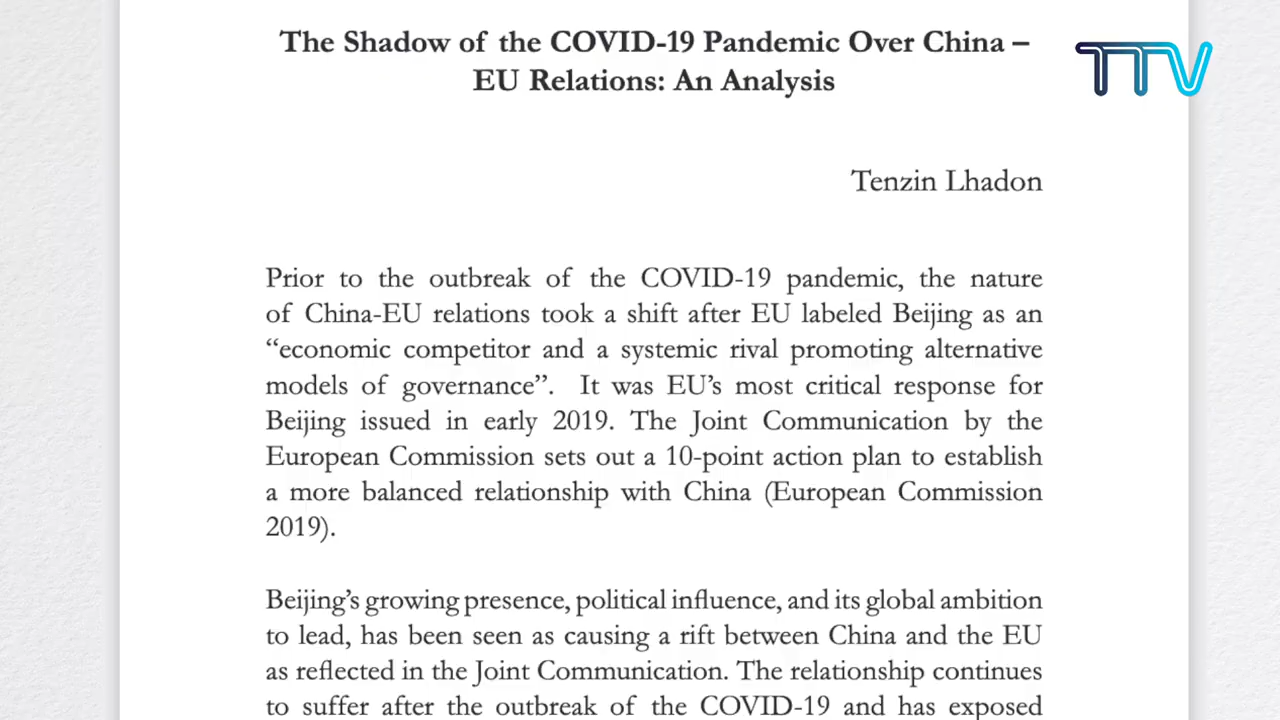 The Shadow of the COVID-19 Pandemic Over China –
EU Relations: An Analysis
TTV
Tenzin Lhadon
Prior to the outbreak of the COVID-19 pandemic, the nature
of China-EU relations took a shift after EU labeled Beijing as an
“economic competitor and a systemic rival promoting alternative
models of governance”. It was EU’s most critical response for
Beijing issued in early 2019. The Joint Communication by the
European Commission sets out a 10-point action plan to establish
a more balanced relationship with China (European Commission
2019).
Beijing’s growing presence, political influence, and its global ambition
to lead, has been seen as causing a rift between China and the EU
as reflected in the Joint Communication. The relationship continues
to suffer after the outbreak of the COVID-19 and has exposed